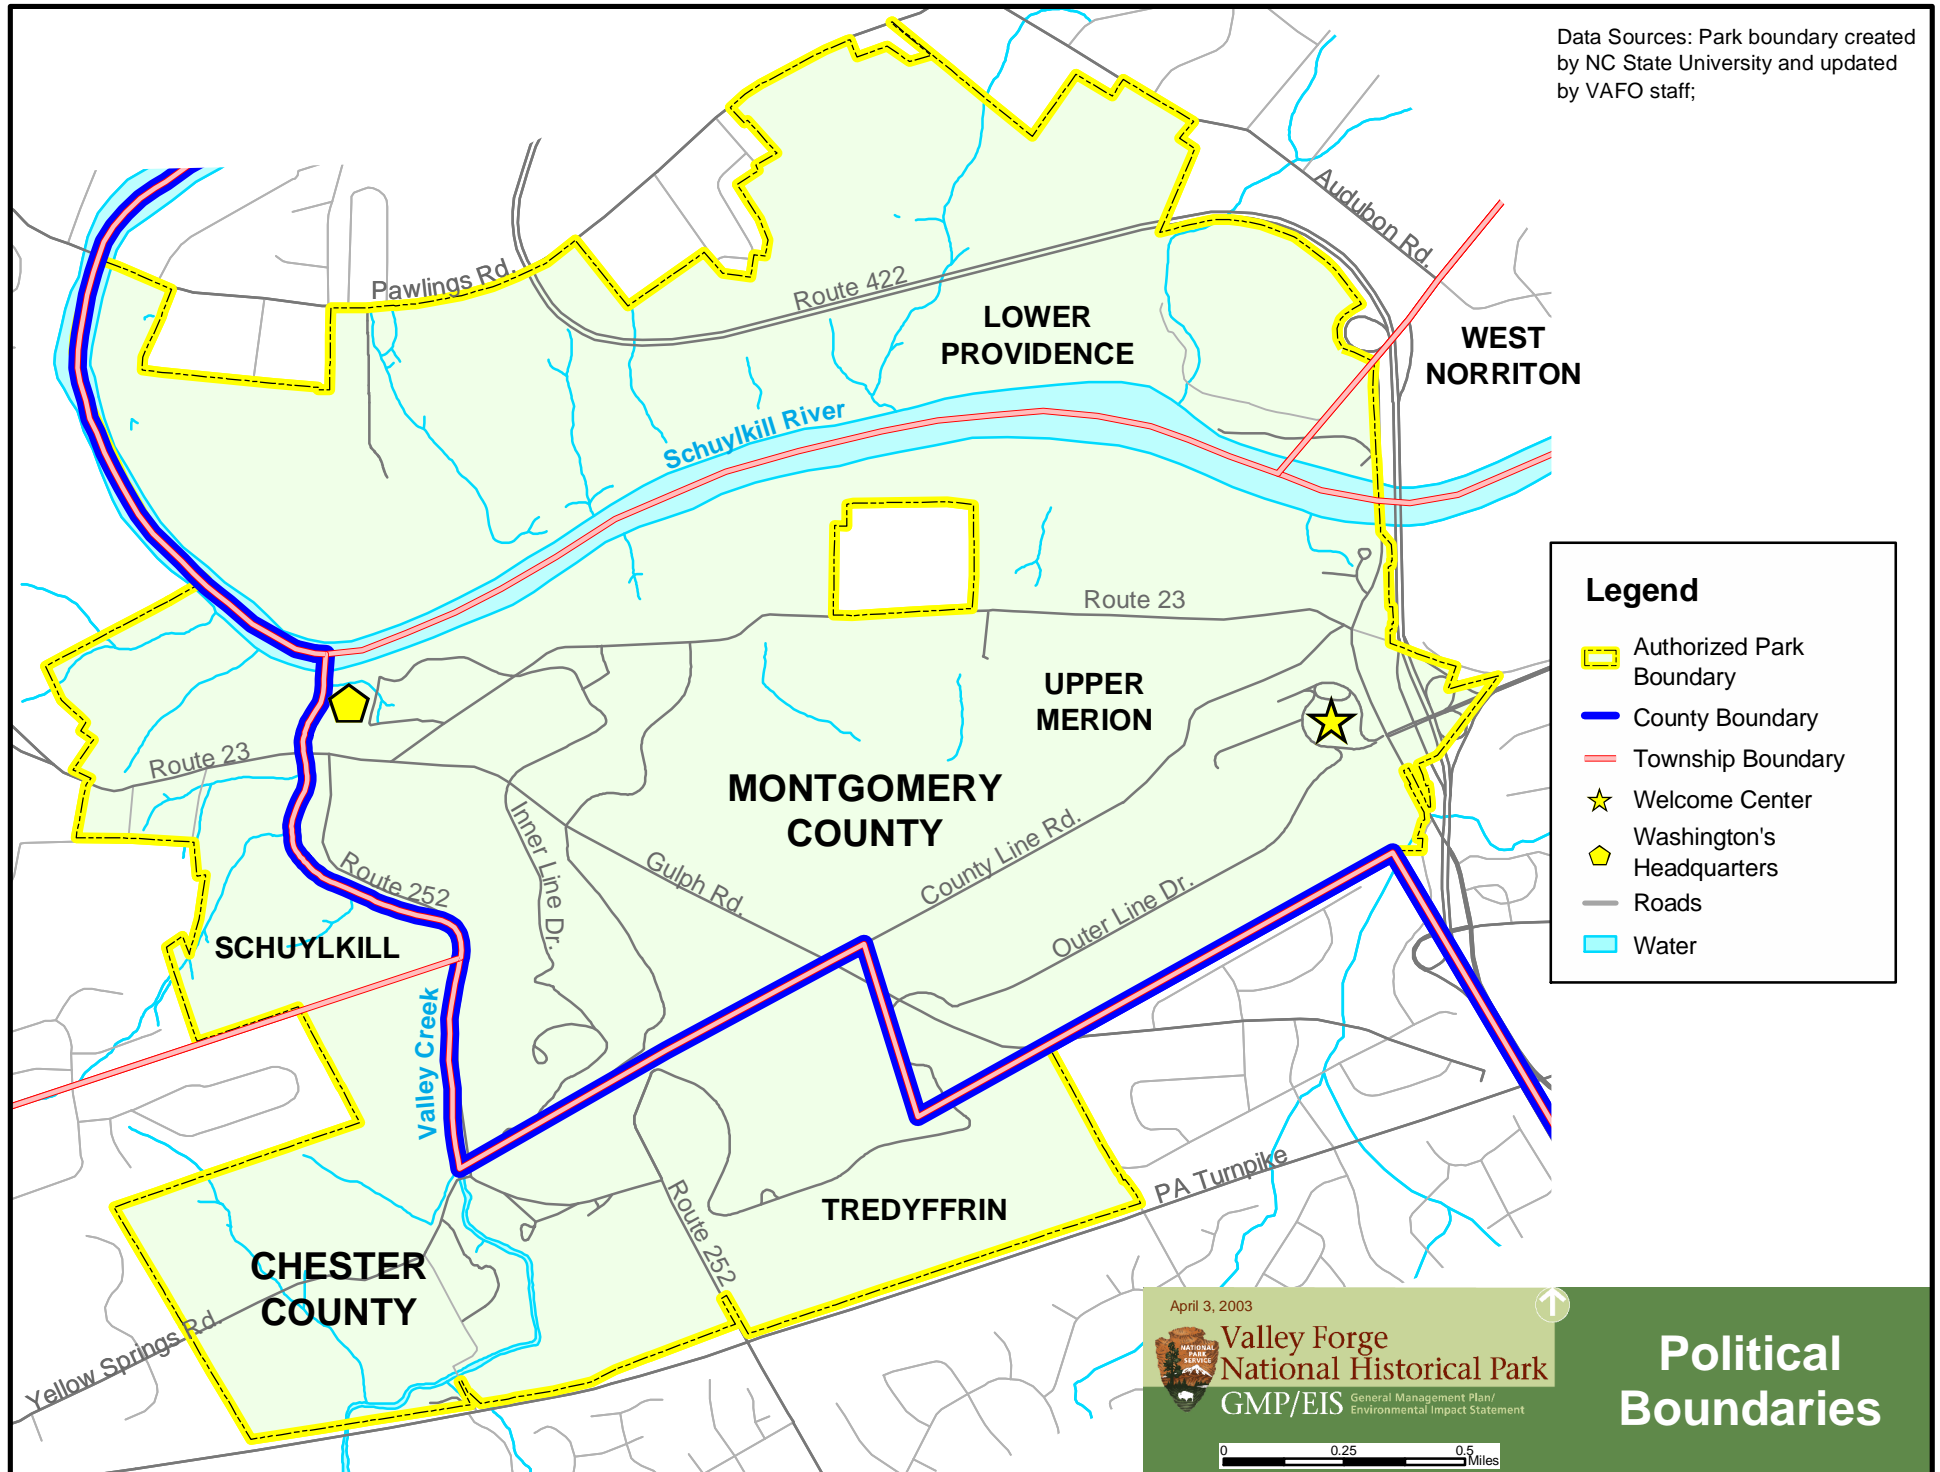 Data Sources: Park boundary created
by NC State University and updated
by VAFO staff;
Audubon Rd.
Pawlings Rd.
Route 422
LOWER
PROVIDENCE
WEST
NORRITON
Schuylkill River
Route 23
UPPER
MERION
Route 23
MONTGOMERY
COUNTY
Inner Line Dr.
Gulph Rd.
County Line Rd.
Outer Line Dr.
Route 252
SCHUYLKILL
Valley Creek
PA Turnpike
TREDYFFRIN
Route 252
CHESTER
COUNTY
Yellow Springs Rd.
Legend
Authorized Park
Boundary
County Boundary
Township Boundary
Welcome Center
Washington's
Headquarters
Roads
Water
April 3, 2003
NATIONAL
PARK
SERVICE
Valley Forge
National Historical Park
GMP/EIS
General Management Plan/
Environmental Impact Statement
0 0.25 0.5
Miles
Political
Boundaries